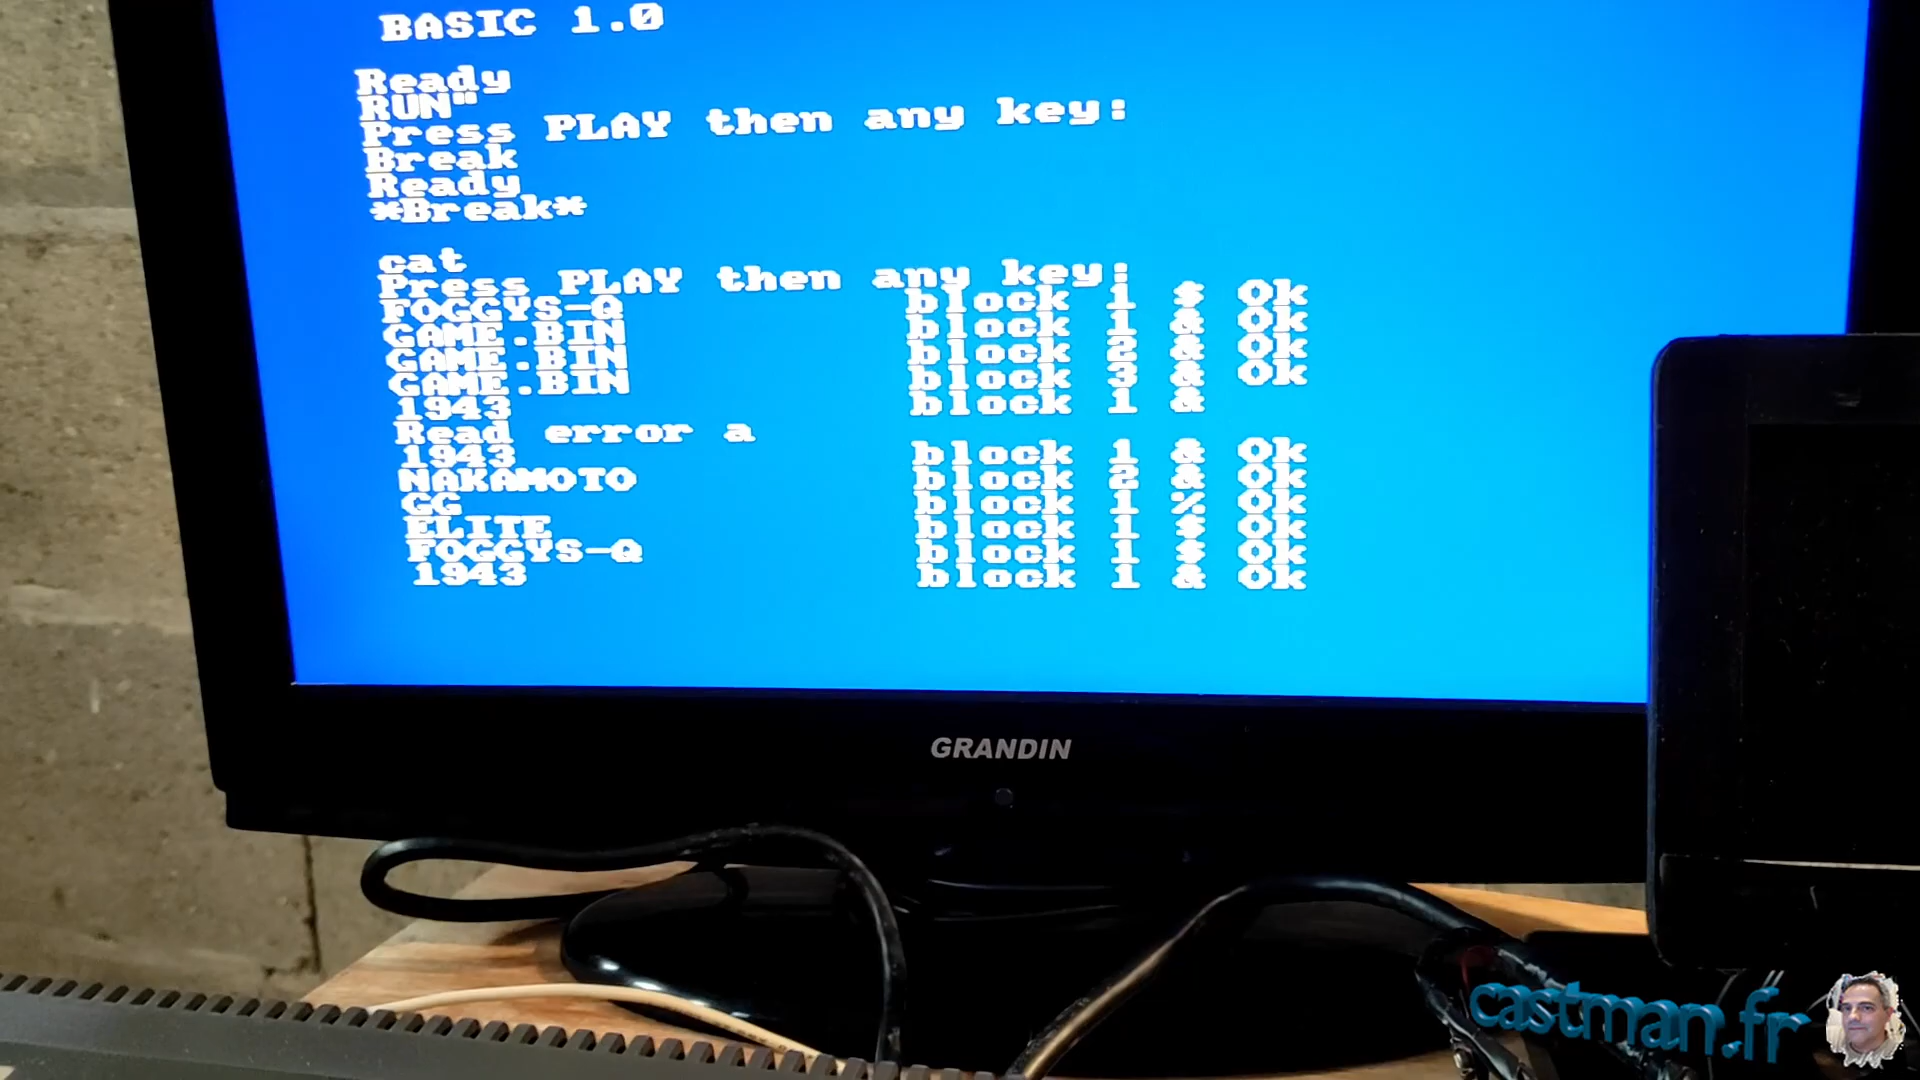 BASIC 1.0
Ready
RUN"
Press PLAY then any key:
Break
Ready
*Break*
cat
Press PLAY then any key:
FOGGYS-Q block 1 $ Ok
GAME.BIN block 1 & Ok
GAME.BIN block 2 & Ok
GAME.BIN block 3 & Ok
1943 block 1 &
Read error a
1943 block 1 & Ok
NAKAMOTO block 2 & Ok
GG block 1 % Ok
ELITE block 1 $ Ok
FOGGYS-Q block 1 $ Ok
1943 block 1 & Ok
GRANDIN
castman.fr